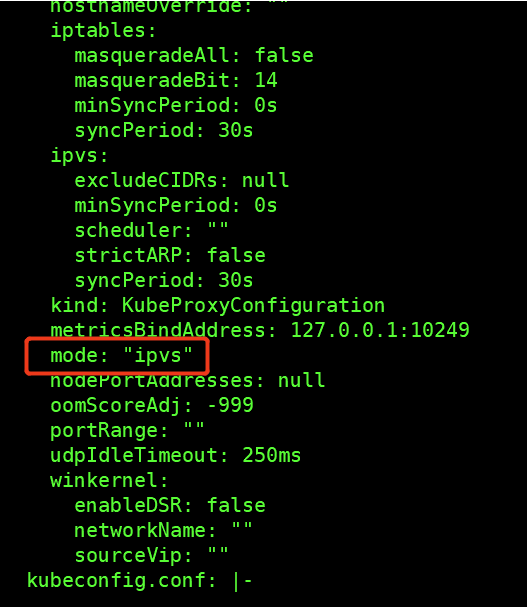 hostnameOverride: ""
iptables:
masqueradeAll: false
masqueradeBit: 14
minSyncPeriod: 0s
syncPeriod: 30s
ipvs:
excludeCIDRs: null
minSyncPeriod: 0s
scheduler: ""
strictARP: false
syncPeriod: 30s
kind: KubeProxyConfiguration
metricsBindAddress: 127.0.0.1:10249
mode: "ipvs"
nodePortAddresses: null
oomScoreAdj: -999
portRange: ""
udpIdleTimeout: 250ms
winkernel:
enableDSR: false
networkName: ""
sourceVip: ""
kubeconfig.conf: |-